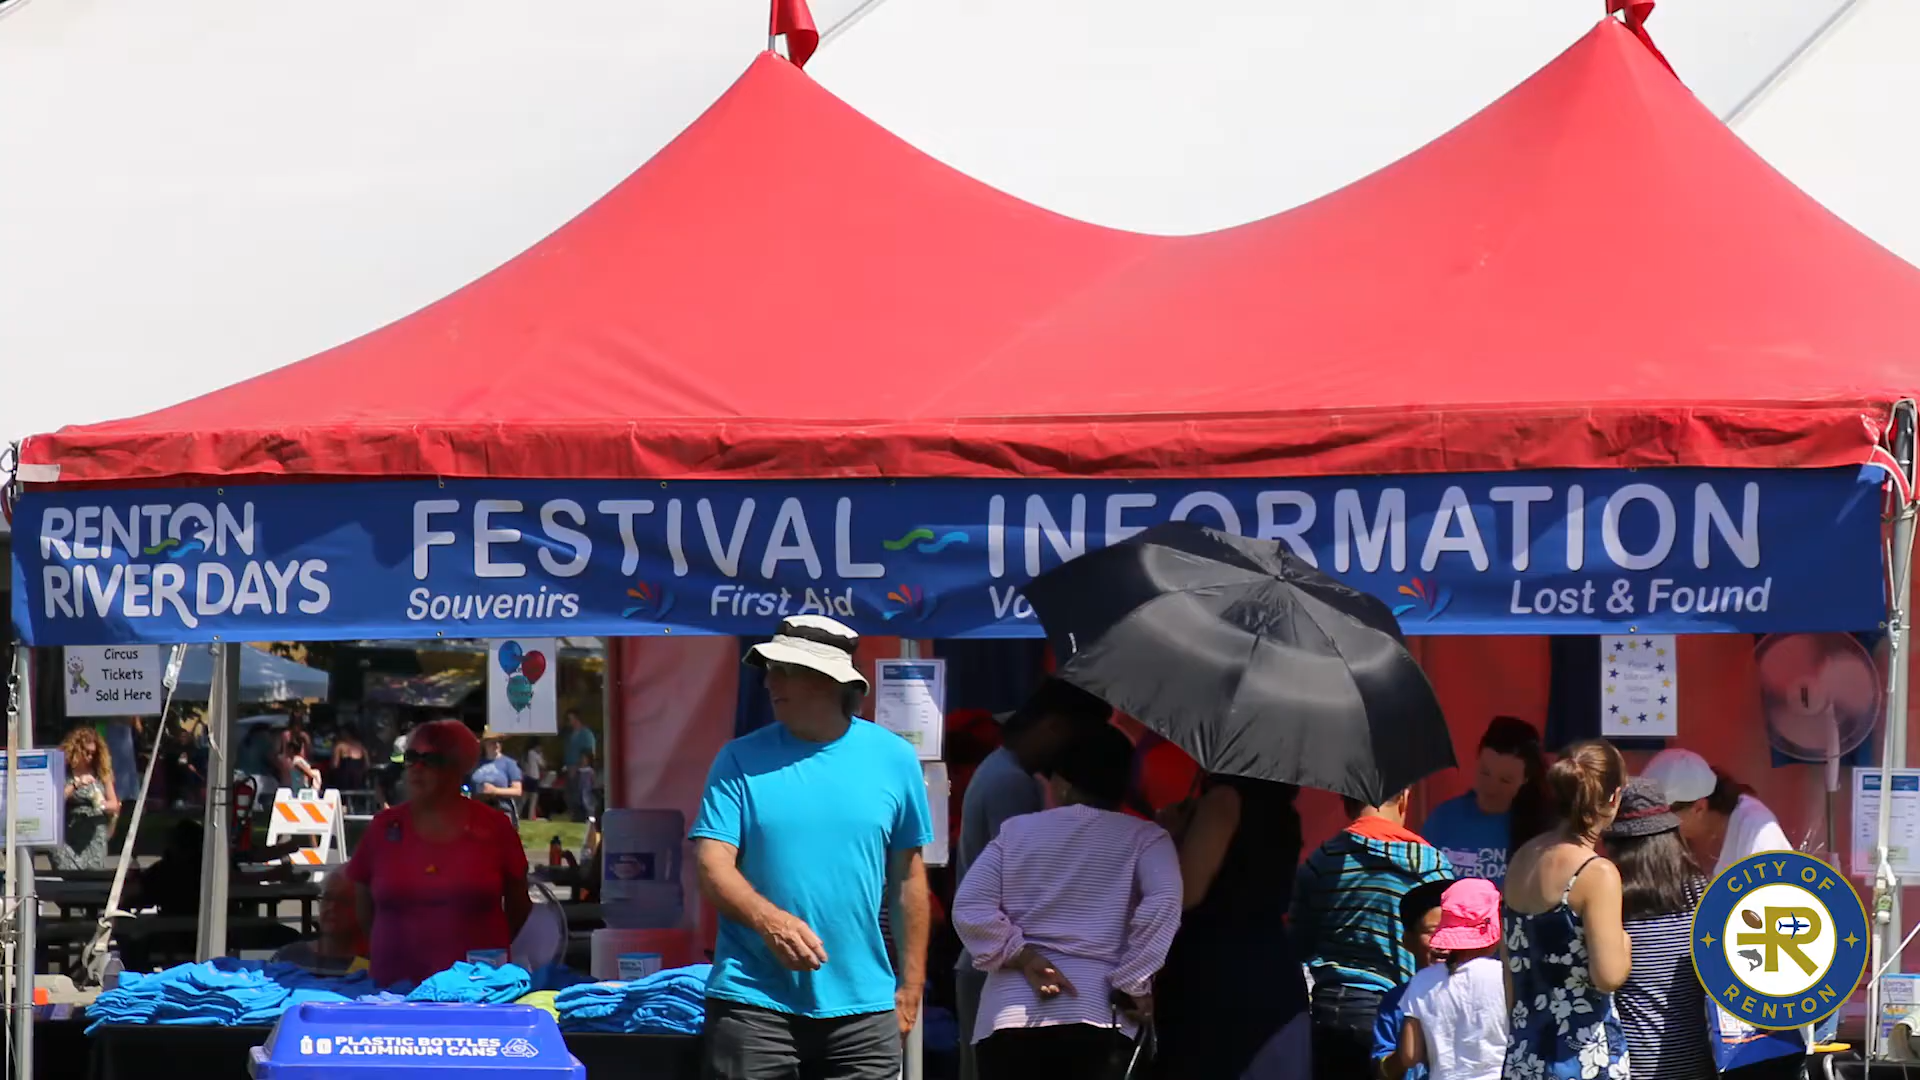 RENTON
RIVER DAYS
FESTIVAL INFORMATION
Souvenirs First Aid Lost & Found
Circus
Tickets
Sold Here
PLASTIC BOTTLES
ALUMINUM CANS
CITY OF
RENTON